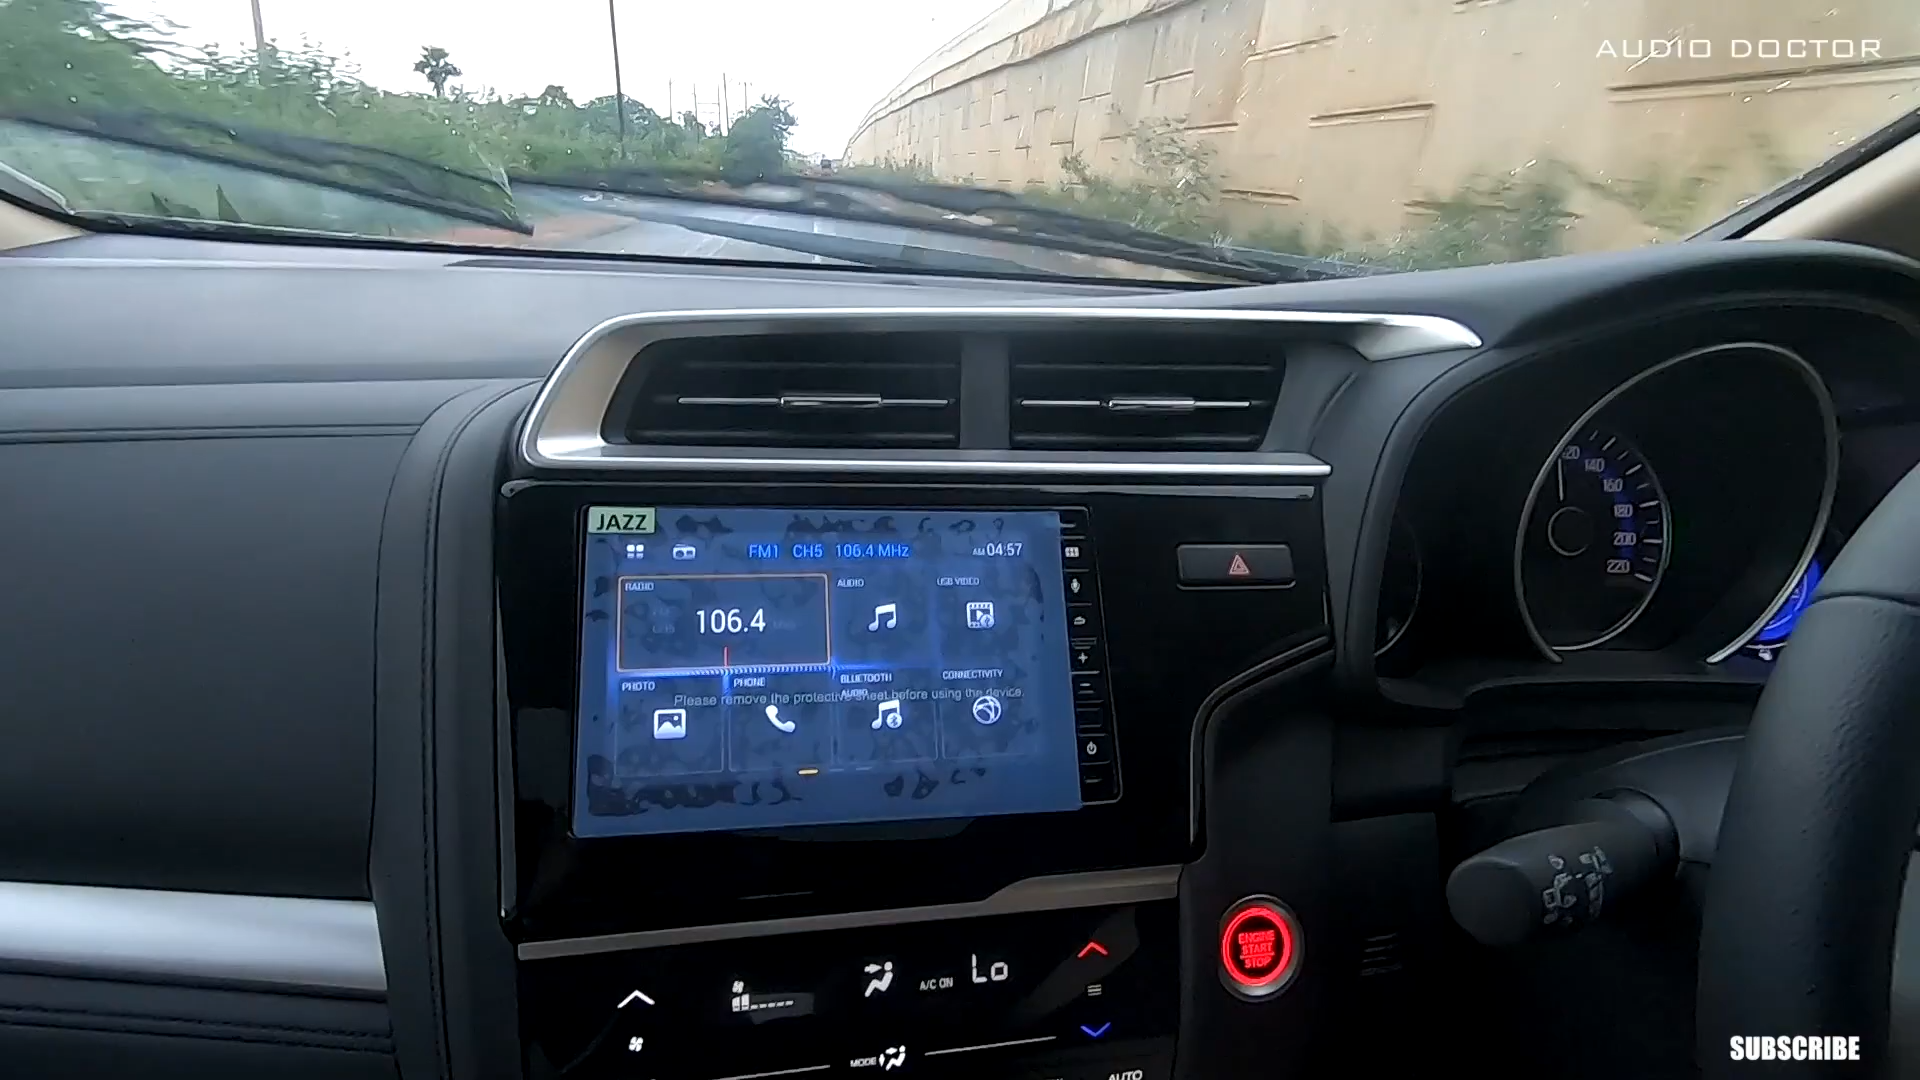 AUDIO DOCTOR
JAZZ
FM1 CH5 106.4 MHz
AM 04:57
RADIO
106.4
AUDIO
USB VIDEO
PHOTO
PHONE
BLUETOOTH
AUDIO
CONNECTIVITY
Please remove the protective sheet before using the device.
140
160
180
200
220
ENGINE
START
STOP
A/C ON
Lo
MODE
AUTO
SUBSCRIBE